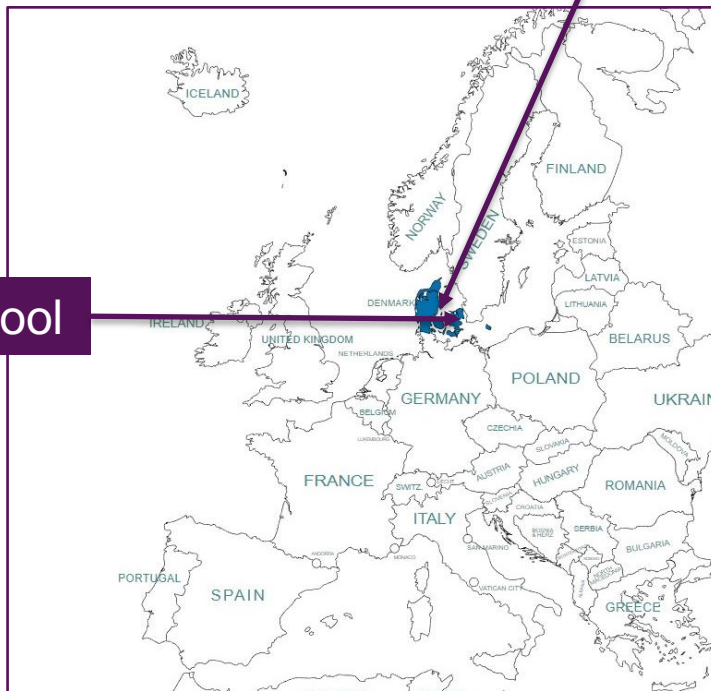 ICELAND
FINLAND
NORWAY
SWEDEN
ESTONIA
LATVIA
DENMARK
LITHUANIA
ool
IRELAND
UNITED KINGDOM
BELARUS
NETHERLANDS
POLAND
GERMANY
UKRAIN
BELGIUM
CZECHIA
LUXEMBOURG
SLOVAKIA
MOLDOVA
AUSTRIA
HUNGARY
FRANCE
SWITZ.
ROMANIA
SLOVENIA
CROATIA
ITALY
BOSNIA
& HERZ
SERBIA
SAN MARINO
BULGARIA
ANDORRA
MONACO
NORTH
MACEDONIA
PORTUGAL
SPAIN
VATICAN CITY
GREECE